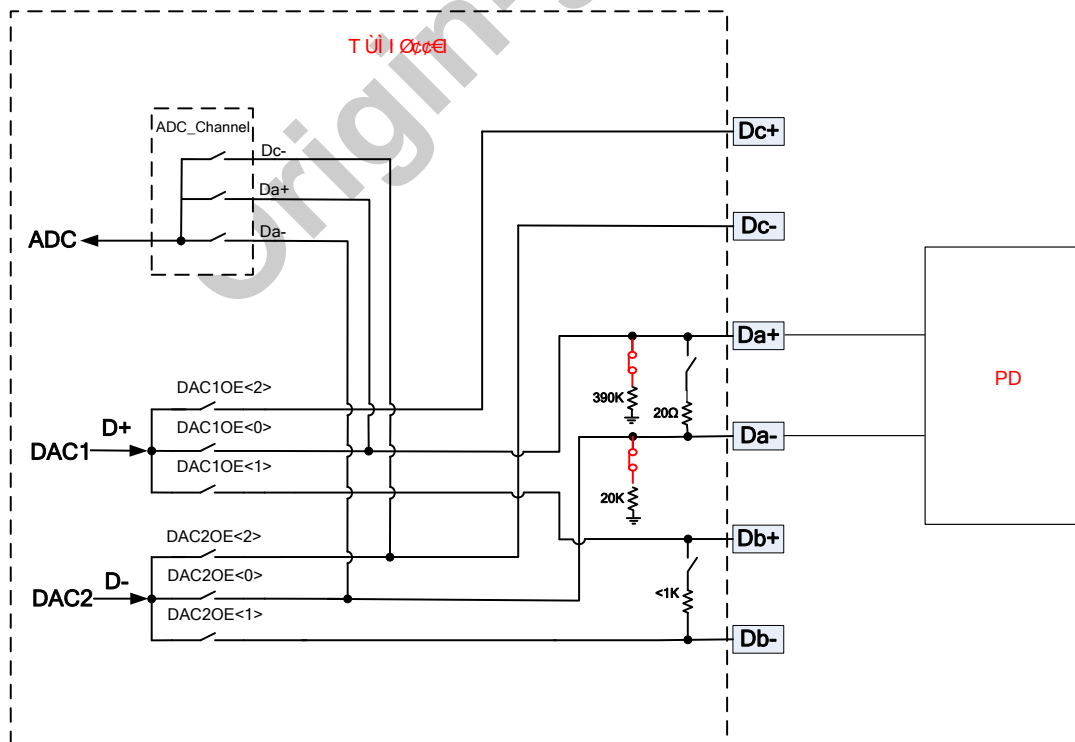 ADC_Channel
Dc-
Da+
Da-
ADC
Dc+
Dc-
Da+
Da-
PD
390K
20Ω
20K
DAC1OE<2>
D+
DAC1OE<0>
DAC1
DAC1OE<1>
Db+
DAC2OE<2>
D-
DAC2OE<0>
DAC2
DAC2OE<1>
<1K
Db-